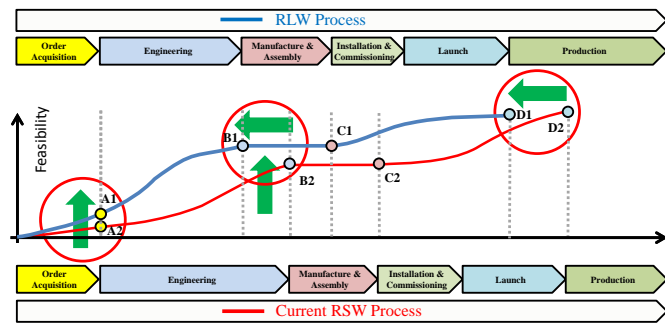 RLW Process
Order
Acquisition
Engineering
Manufacture &
Assembly
Installation
&Commissioning
Launch
Production
Feasibility
A1
A2
B1
B2
C1
C2
D1
D2
Order
Acquisition
Engineering
Manufacture &
Assembly
Installation &
Commissioning
Launch
Production
Current RSW Process